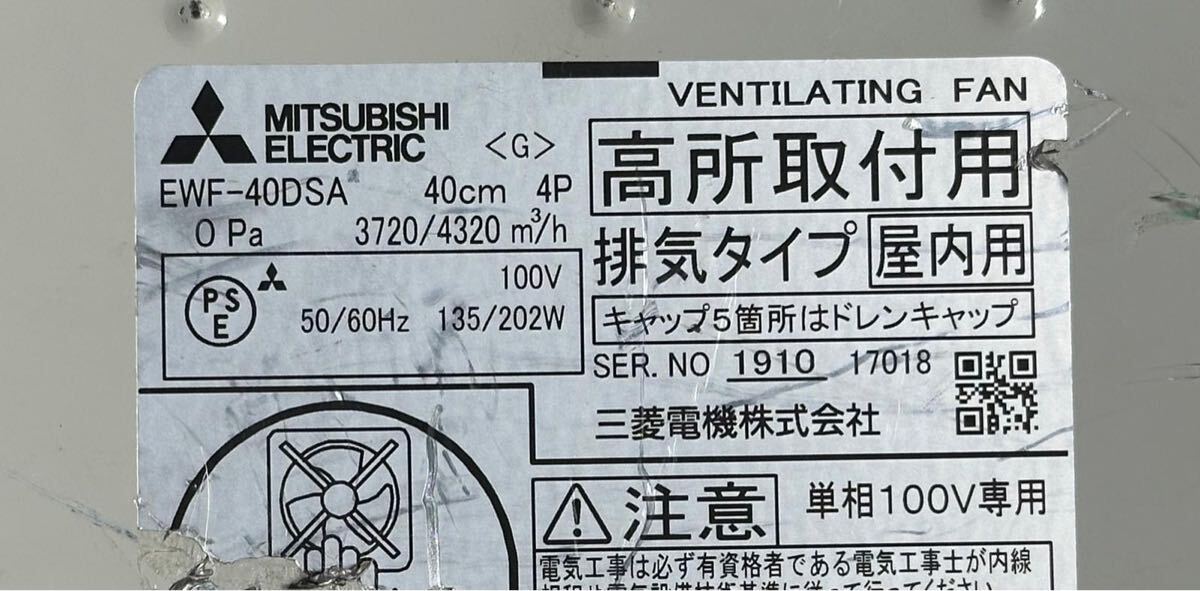 VENTILATING FAN
MITSUBISHI
ELECTRIC <G>
EWF-40DSA 40cm 4P
0 Pa 3720/4320 m³/h
PSE 100V
50/60Hz 135/202W
高所取付用
排気タイプ 屋内用
キャップ5箇所はドレンキャップ
SER. NO 1910 17018
三菱電機株式会社
注意 単相100V専用
電気工事は必ず有資格者である電気工事士が内線